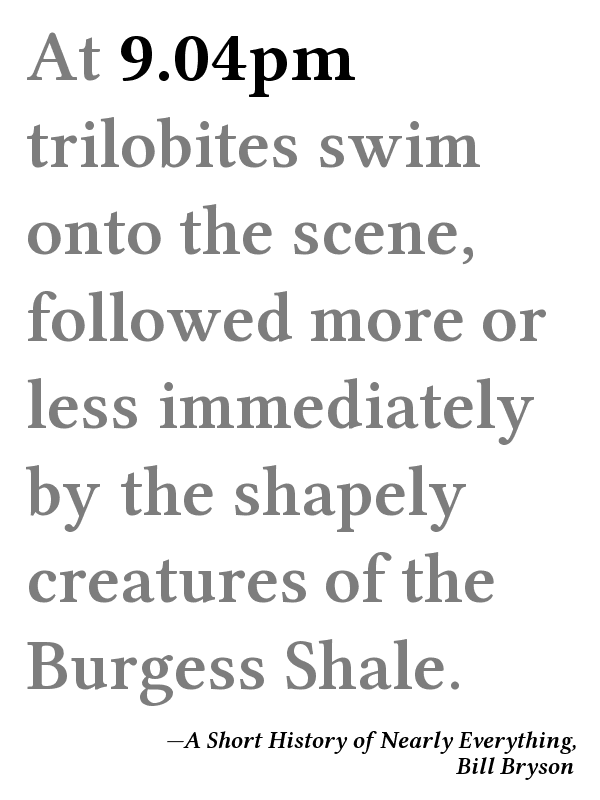 At 9.04pm
trilobites swim
onto the scene,
followed more or
less immediately
by the shapely
creatures of the
Burgess Shale.
—A Short History of Nearly Everything,
Bill Bryson